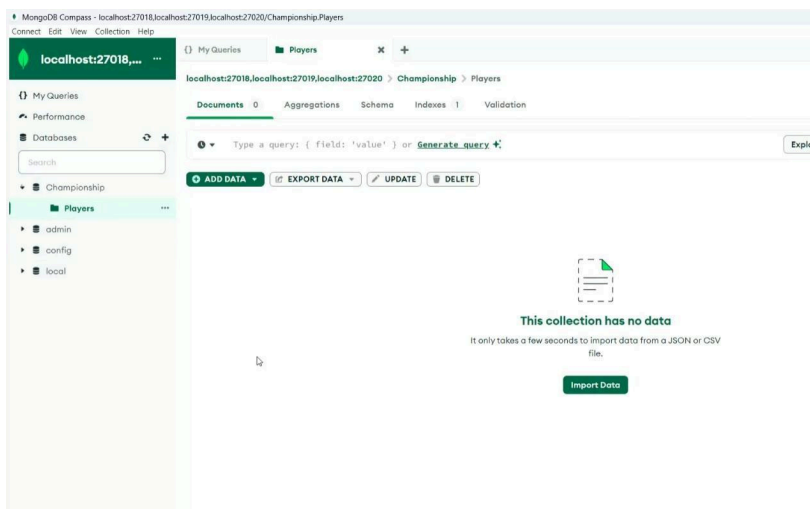 MongoDB Compass - localhost:27018,localhost:27019,localhost:27020/Championship.Players
Connect Edit View Collection Help
localhost:27018,... ...
{} My Queries
Performance
Databases
Search
Championship
Players ...
admin
config
local
{} My Queries
Players
localhost:27018,localhost:27019,localhost:27020 > Championship > Players
Documents 0 Aggregations Schema Indexes 1 Validation
Type a query: { field: 'value' } or Generate query
Explo
ADD DATA EXPORT DATA UPDATE DELETE
This collection has no data
It only takes a few seconds to import data from a JSON or CSV
file.
Import Data